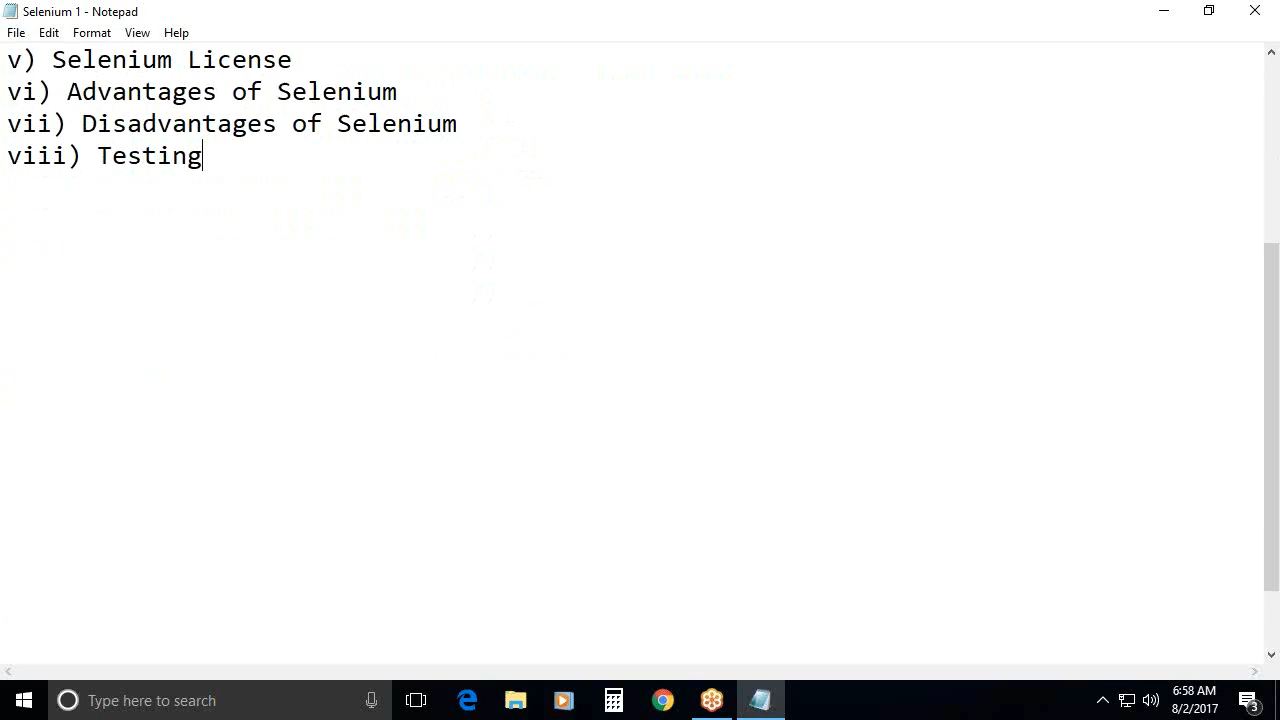 Selenium 1 - Notepad
File Edit Format View Help
v) Selenium License
vi) Advantages of Selenium
vii) Disadvantages of Selenium
viii) Testing
Type here to search
6:58 AM
8/2/2017
3